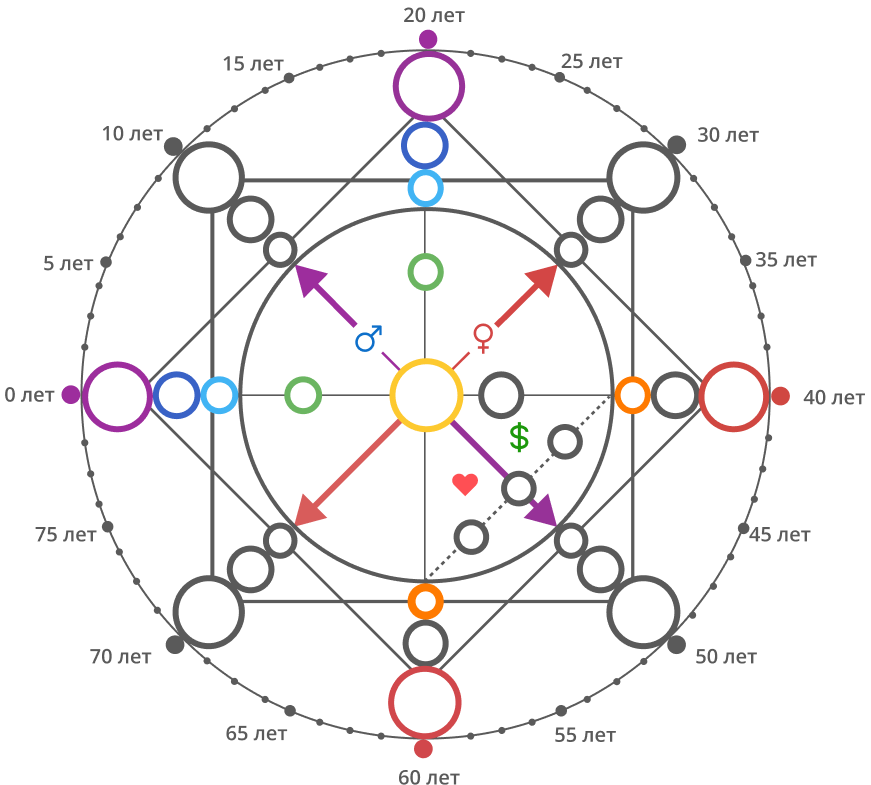 20 лет
15 лет
25 лет
10 лет
30 лет
5 лет
35 лет
♂
♀
0 лет
40 лет
$
75 лет
45 лет
70 лет
50 лет
65 лет
55 лет
60 лет